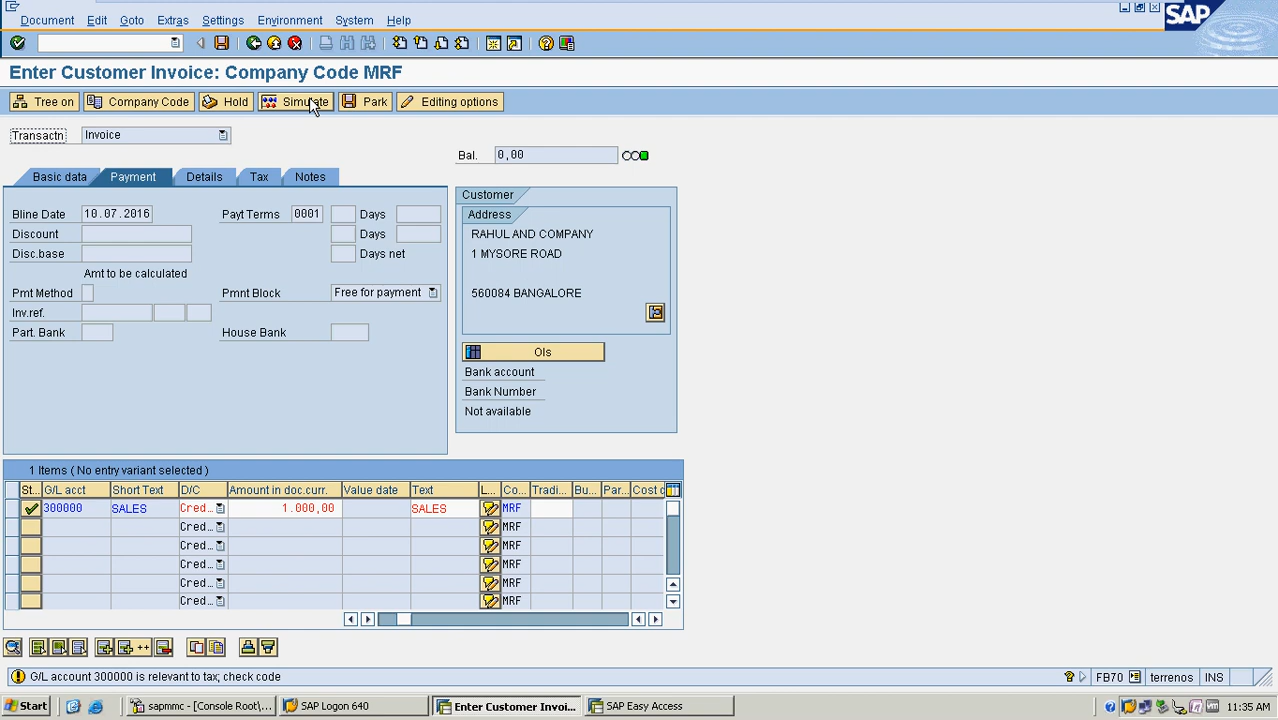 Document Edit Goto Extras Settings Environment System Help
SAP
Enter Customer Invoice: Company Code MRF
Tree on Company Code Hold Simulate Park Editing options
Transactn Invoice
Bal. 0,00
Basic data Payment Details Tax Notes
Customer
Bline Date 10.07.2016 Payt Terms 0001 Days
Address
Discount Days
RAHUL AND COMPANY
Disc.base Days net
1 MYSORE ROAD
Amt to be calculated
Pmt Method Pmnt Block Free for payment
560084 BANGALORE
Inv.ref.
Part. Bank House Bank
OIs
Bank account
Bank Number
Not available
1 Items ( No entry variant selected )
St... G/L acct Short Text D/C Amount in doc.curr. Value date Text L... Co... Tradi... Bu... Par... Cost c
300000 SALES Cred... 1.000,00 SALES MRF
Cred... MRF
Cred... MRF
Cred... MRF
Cred... MRF
Cred... MRF
++
G/L account 300000 is relevant to tax; check code
FB70 terrenos INS
Start sapmmc - [Console Root\... SAP Logon 640 Enter Customer Invoi... SAP Easy Access 11:35 AM